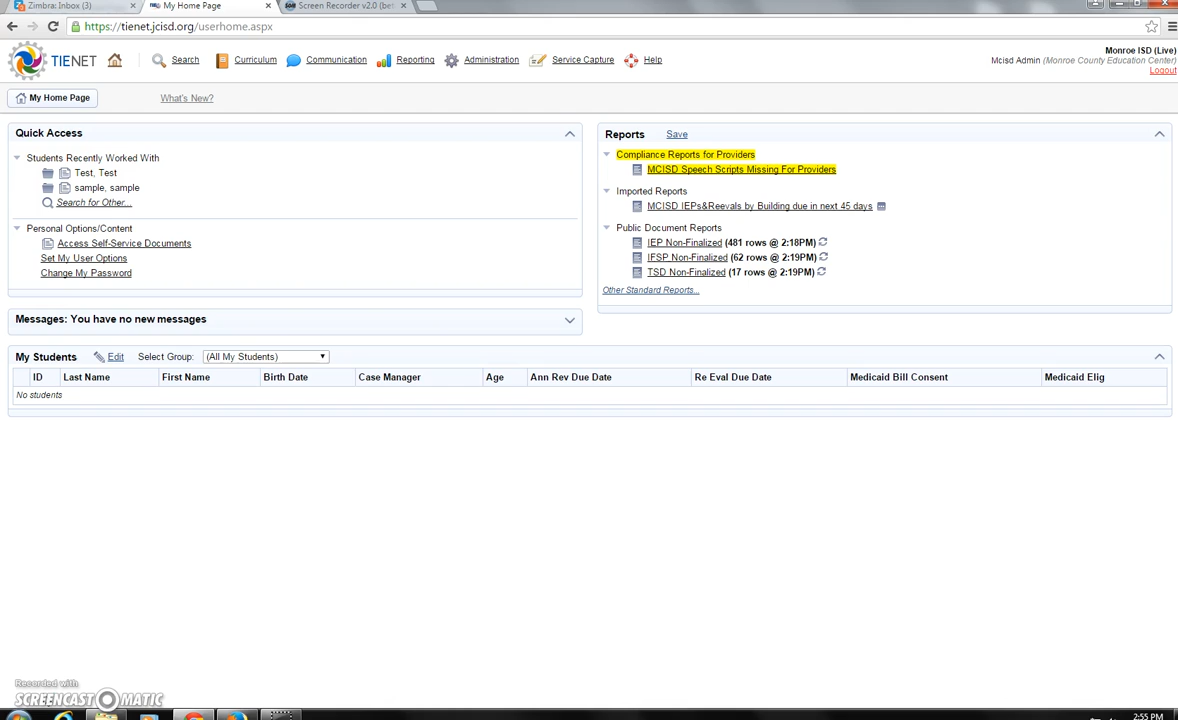 Zimbra: Inbox (3)
My Home Page
Screen Recorder v2.0 (be
https://tienet.jcisd.org/userhome.aspx
TIENET
Search
Curriculum
Communication
Reporting
Administration
Service Capture
Help
Monroe ISD (Live)
Mcisd Admin (Monroe County Education Center)
Logout
My Home Page
What's New?
Quick Access
Students Recently Worked With
Test, Test
sample, sample
Search for Other...
Personal Options/Content
Access Self-Service Documents
Set My User Options
Change My Password
Messages: You have no new messages
Reports Save
Compliance Reports for Providers
MCISD Speech Scripts Missing For Providers
Imported Reports
MCISD IEPs&Reevals by Building due in next 45 days
Public Document Reports
IEP Non-Finalized (481 rows @ 2:18PM)
IFSP Non-Finalized (62 rows @ 2:19PM)
TSD Non-Finalized (17 rows @ 2:19PM)
Other Standard Reports...
My Students Edit Select Group: (All My Students)
ID Last Name First Name Birth Date Case Manager Age Ann Rev Due Date Re Eval Due Date Medicaid Bill Consent Medicaid Elig
No students
Recorded with
SCREENCAST-O-MATIC
2:55 PM